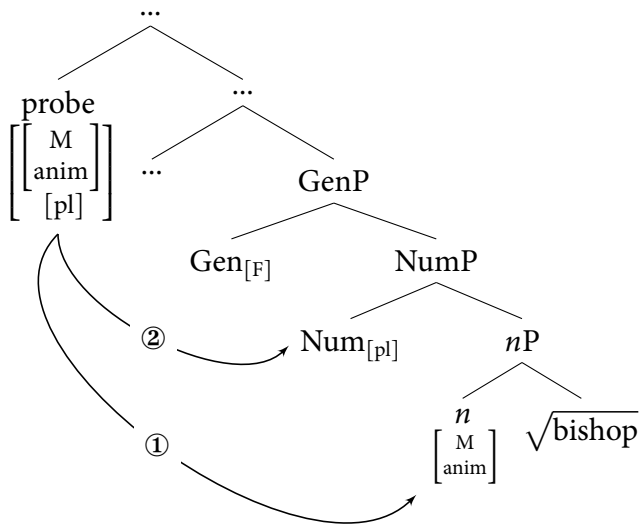 ...
probe
...
[[M
anim]
[pl]]
...
GenP
Gen[F]
NumP
②
Num[pl]
nP
①
n
[M
anim]
√bishop